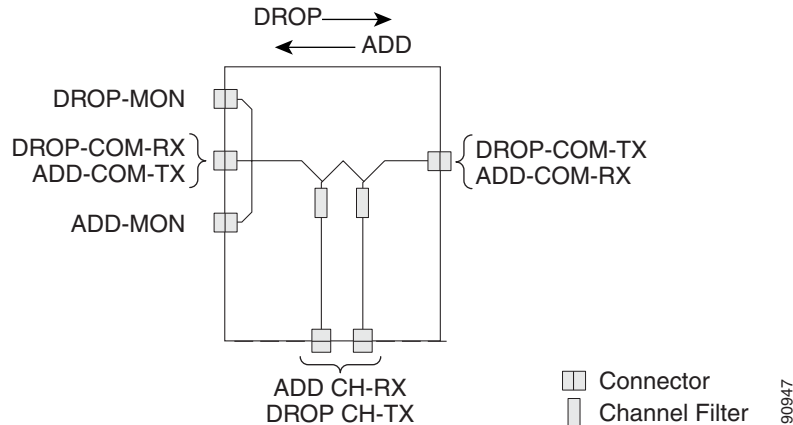 DROP
ADD
DROP-MON
DROP-COM-RX
ADD-COM-TX
DROP-COM-TX
ADD-COM-RX
ADD-MON
ADD CH-RX
DROP CH-TX
Connector
Channel Filter
90947